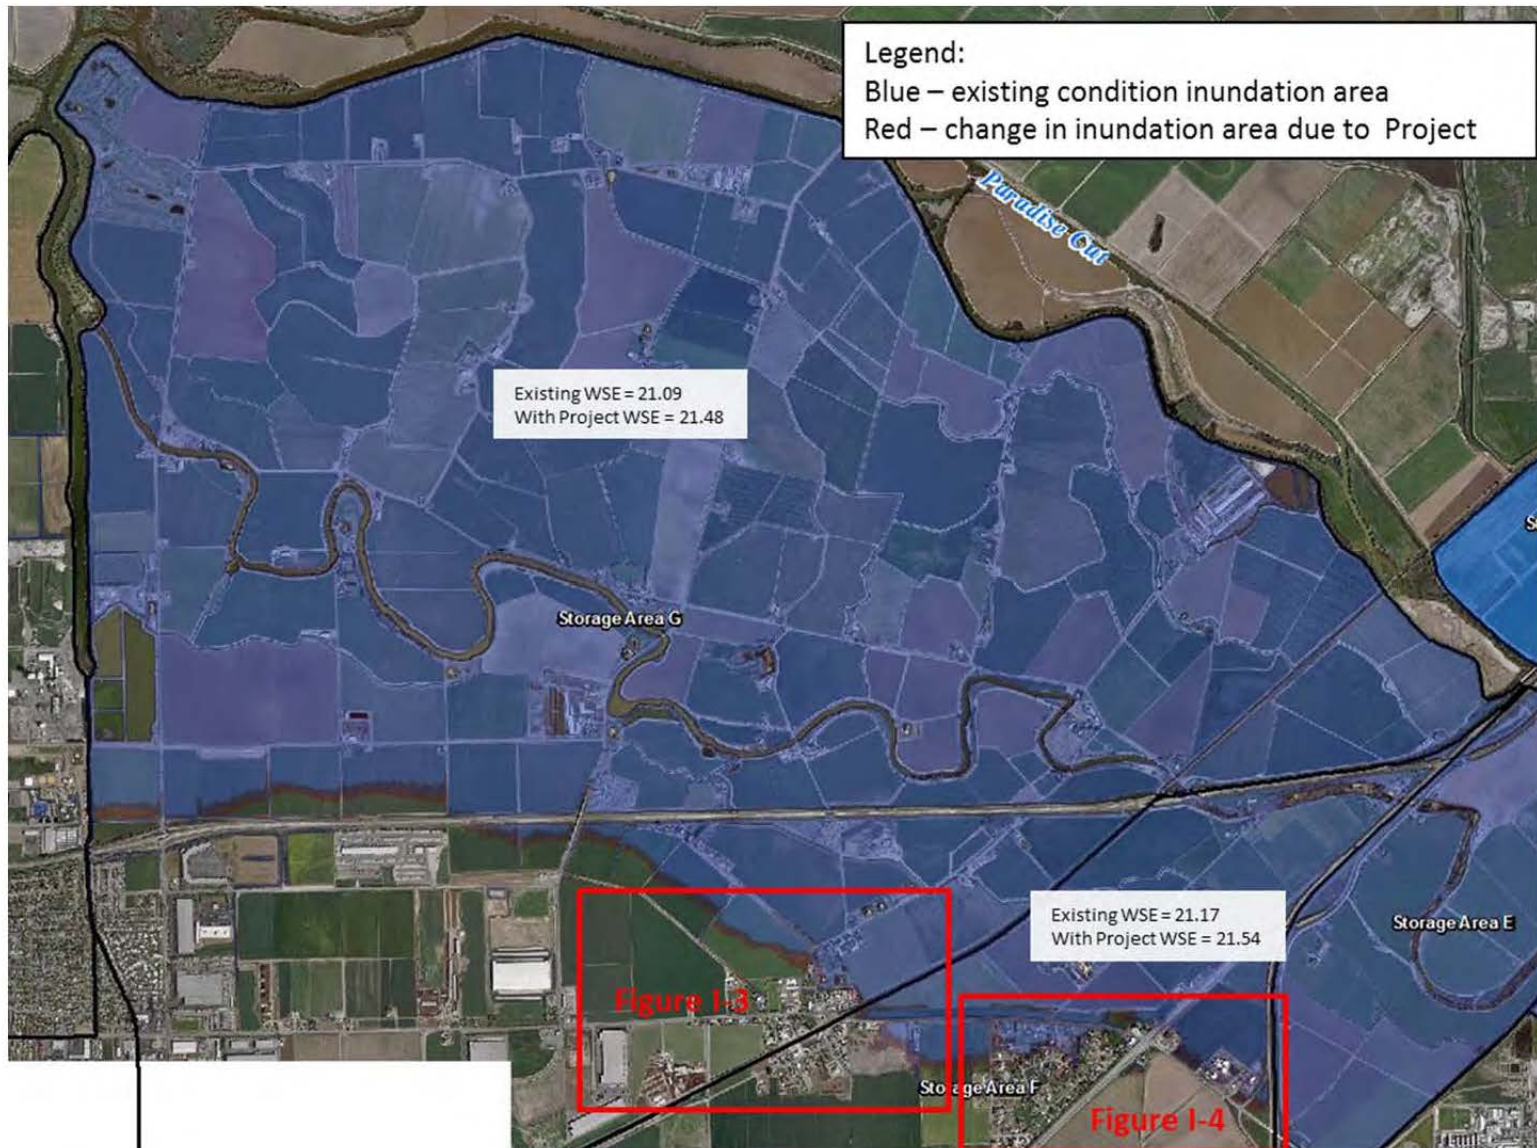 Legend:
Blue – existing condition inundation area
Red – change in inundation area due to Project
Paradise Cut
Existing WSE = 21.09
With Project WSE = 21.48
Storage Area G
Existing WSE = 21.17
With Project WSE = 21.54
Storage Area E
Figure I-3
Storage Area F
Figure I-4